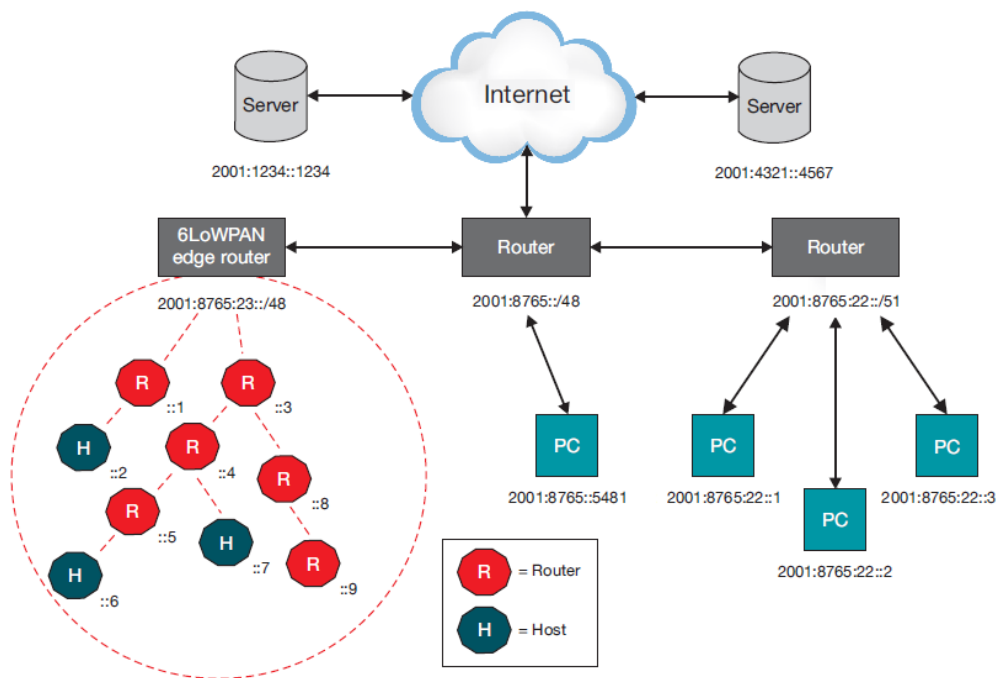 Internet
Server
Server
2001:1234::1234
2001:4321::4567
6LoWPAN
edge router
Router
Router
2001:8765:23::/48
2001:8765::/48
2001:8765:22::/51
R
::1
R
::3
H
::2
R
::4
R
::8
R
::5
H
::7
R
::9
H
::6
PC
PC
PC
2001:8765::5481
2001:8765:22::1
2001:8765:22::3
PC
2001:8765:22::2
R = Router
H = Host